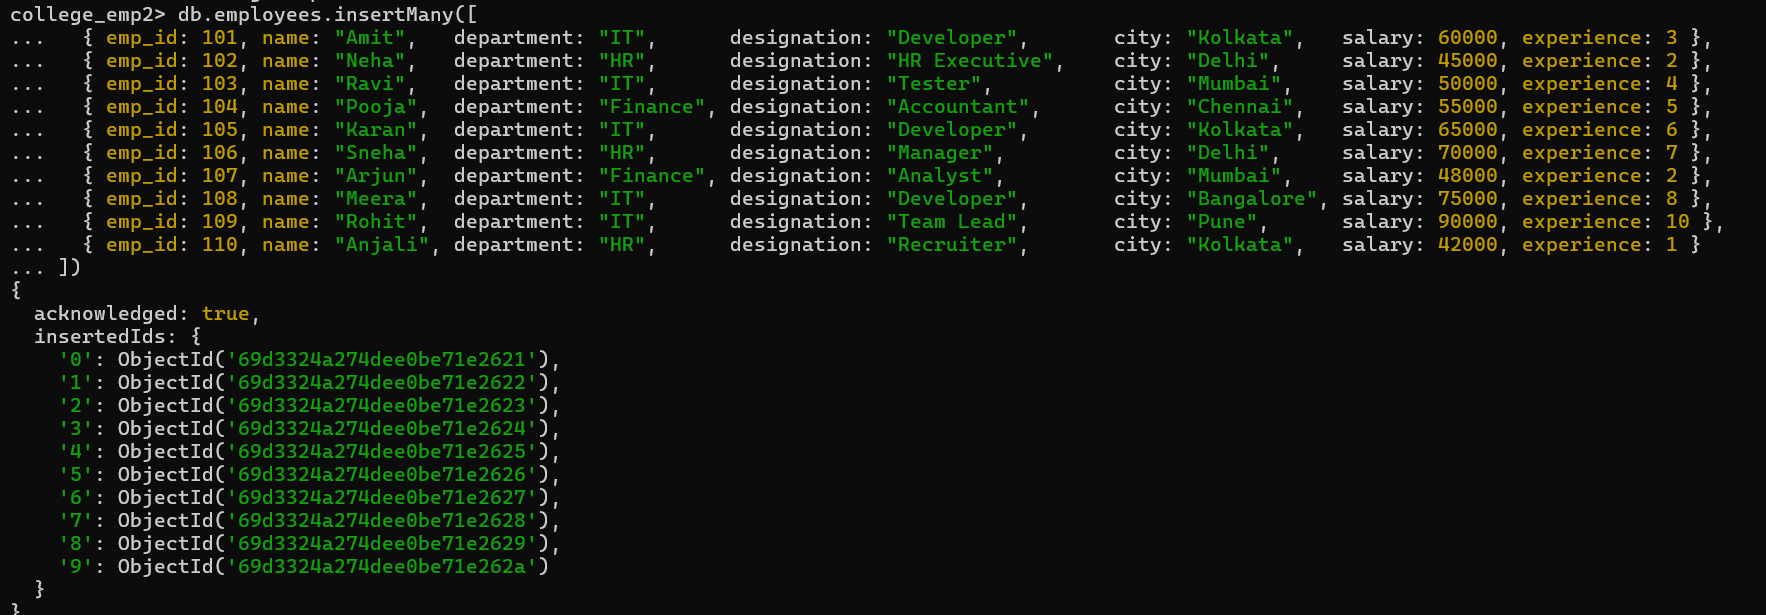 college_emp2> db.employees.insertMany([
...   { emp_id: 101, name: "Amit",   department: "IT",      designation: "Developer",       city: "Kolkata",   salary: 60000, experience: 3 },
...   { emp_id: 102, name: "Neha",   department: "HR",      designation: "HR Executive",    city: "Delhi",     salary: 45000, experience: 2 },
...   { emp_id: 103, name: "Ravi",   department: "IT",      designation: "Tester",          city: "Mumbai",    salary: 50000, experience: 4 },
...   { emp_id: 104, name: "Pooja",  department: "Finance", designation: "Accountant",      city: "Chennai",   salary: 55000, experience: 5 },
...   { emp_id: 105, name: "Karan",  department: "IT",      designation: "Developer",       city: "Kolkata",   salary: 65000, experience: 6 },
...   { emp_id: 106, name: "Sneha",  department: "HR",      designation: "Manager",         city: "Delhi",     salary: 70000, experience: 7 },
...   { emp_id: 107, name: "Arjun",  department: "Finance", designation: "Analyst",         city: "Mumbai",    salary: 48000, experience: 2 },
...   { emp_id: 108, name: "Meera",  department: "IT",      designation: "Developer",       city: "Bangalore", salary: 75000, experience: 8 },
...   { emp_id: 109, name: "Rohit",  department: "IT",      designation: "Team Lead",       city: "Pune",      salary: 90000, experience: 10 },
...   { emp_id: 110, name: "Anjali", department: "HR",      designation: "Recruiter",       city: "Kolkata",   salary: 42000, experience: 1 }
... ])
{
  acknowledged: true,
  insertedIds: {
    '0': ObjectId('69d3324a274dee0be71e2621'),
    '1': ObjectId('69d3324a274dee0be71e2622'),
    '2': ObjectId('69d3324a274dee0be71e2623'),
    '3': ObjectId('69d3324a274dee0be71e2624'),
    '4': ObjectId('69d3324a274dee0be71e2625'),
    '5': ObjectId('69d3324a274dee0be71e2626'),
    '6': ObjectId('69d3324a274dee0be71e2627'),
    '7': ObjectId('69d3324a274dee0be71e2628'),
    '8': ObjectId('69d3324a274dee0be71e2629'),
    '9': ObjectId('69d3324a274dee0be71e262a')
  }
}